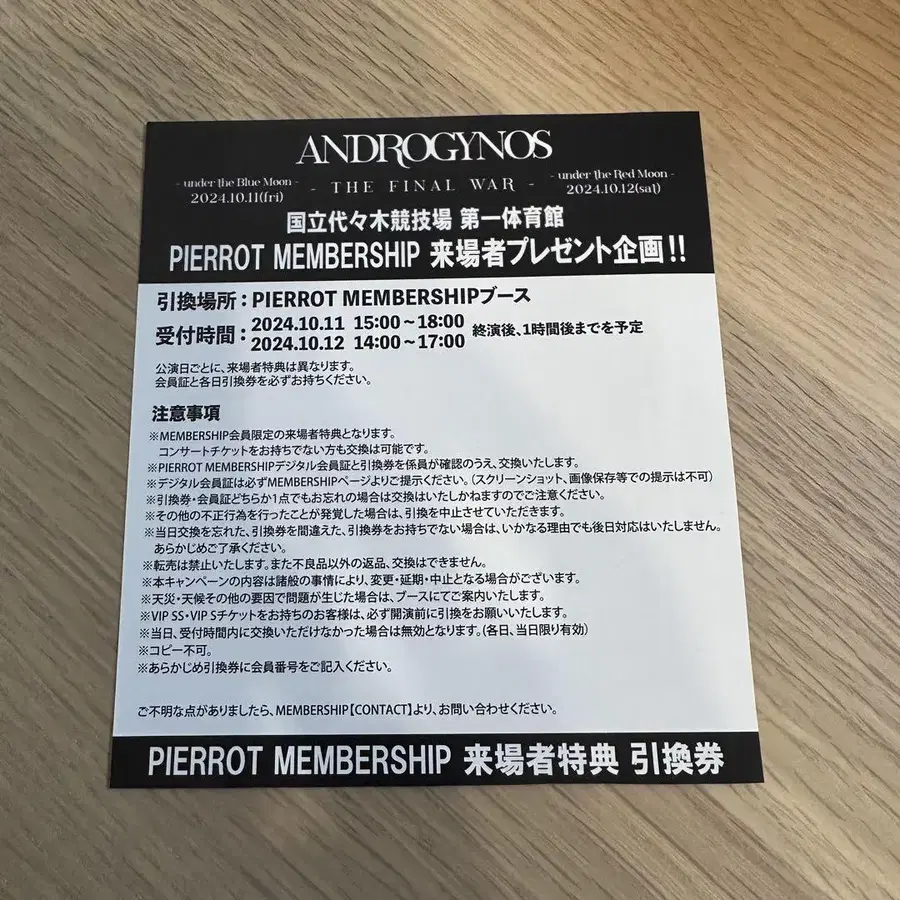 ANDROGYNOS
- under the Blue Moon -
2024.10.11(fri)
- THE FINAL WAR -
- under the Red Moon -
2024.10.12(sat)
国立代々木競技場 第一体育館
PIERROT MEMBERSHIP 来場者プレゼント企画!!
引換場所：PIERROT MEMBERSHIPブース
受付時間：2024.10.11 15:00～18:00
2024.10.12 14:00～17:00
終演後、1時間後までを予定
公演日ごとに、来場者特典は異なります。
会員証と各日引換券を必ずお持ちください。
注意事項
※MEMBERSHIP会員限定の来場者特典となります。
コンサートチケットをお持ちでない方も交換は可能です。
※PIERROT MEMBERSHIPデジタル会員証と引換券を係員が確認のうえ、交換いたします。
※デジタル会員証は必ずMEMBERSHIPページよりご提示ください。（スクリーンショット、画像保存等での提示は不可）
※引換券・会員証どちらか1点でもお忘れの場合は交換はいたしかねますのでご注意ください。
※その他の不正行為を行ったことが発覚した場合は、引換を中止させていただきます。
※当日交換を忘れた、引換券を間違えた、引換券をお持ちでない場合は、いかなる理由でも後日対応はいたしません。
あらかじめご了承ください。
※転売は禁止いたします。また不良品以外の返品、交換はできません。
※本キャンペーンの内容は諸般の事情により、変更・延期・中止となる場合がございます。
※天災・天候その他の要因で問題が生じた場合は、ブースにてご案内いたします。
※VIP SS・VIP Sチケットをお持ちのお客様は、必ず開演前に引換をお願いいたします。
※当日、受付時間内に交換いただけなかった場合は無効となります。（各日、当日限り有効）
※コピー不可。
※あらかじめ引換券に会員番号をご記入ください。
ご不明な点がありましたら、MEMBERSHIP【CONTACT】より、お問い合わせください。
PIERROT MEMBERSHIP 来場者特典 引換券